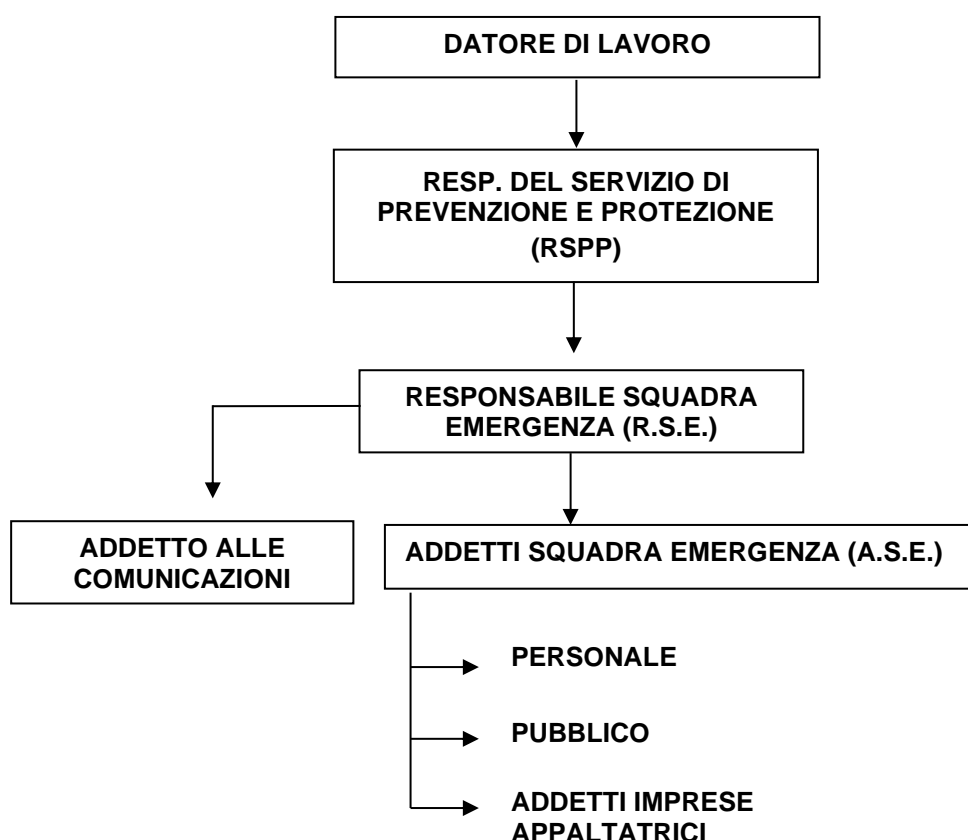 DATORE DI LAVORO
RESP. DEL SERVIZIO DI
PREVENZIONE E PROTEZIONE
(RSPP)
RESPONSABILE SQUADRA
EMERGENZA (R.S.E.)
ADDETTO ALLE
COMUNICAZIONI
ADDETTI SQUADRA EMERGENZA (A.S.E.)
PERSONALE
PUBBLICO
ADDETTI IMPRESE
APPALTATRICI